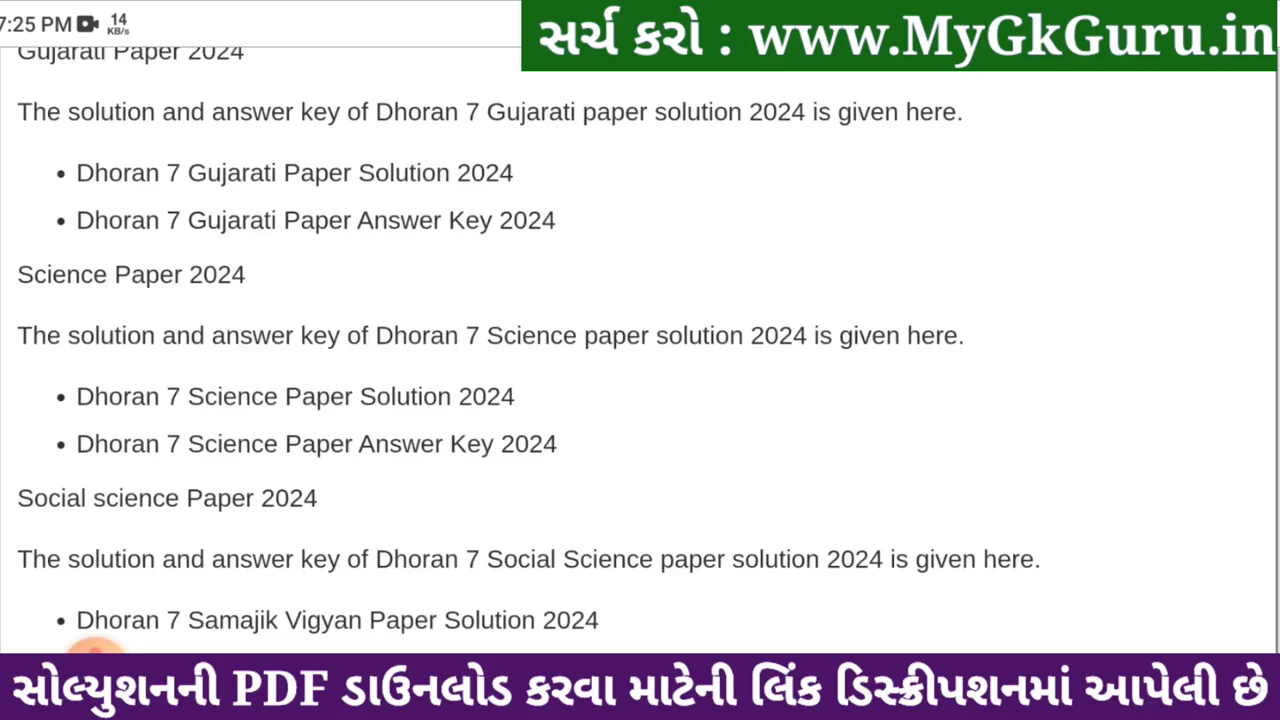 7:25 PM 14 KB/s
સર્ચ કરો : www.MyGkGuru.in
Gujarati Paper 2024
The solution and answer key of Dhoran 7 Gujarati paper solution 2024 is given here.
• Dhoran 7 Gujarati Paper Solution 2024
• Dhoran 7 Gujarati Paper Answer Key 2024
Science Paper 2024
The solution and answer key of Dhoran 7 Science paper solution 2024 is given here.
• Dhoran 7 Science Paper Solution 2024
• Dhoran 7 Science Paper Answer Key 2024
Social science Paper 2024
The solution and answer key of Dhoran 7 Social Science paper solution 2024 is given here.
• Dhoran 7 Samajik Vigyan Paper Solution 2024
સોલ્યુશનની PDF ડાઉનલોડ કરવા માટેની લિંક ડિસ્ક્રીપશનમાં આપેલી છે